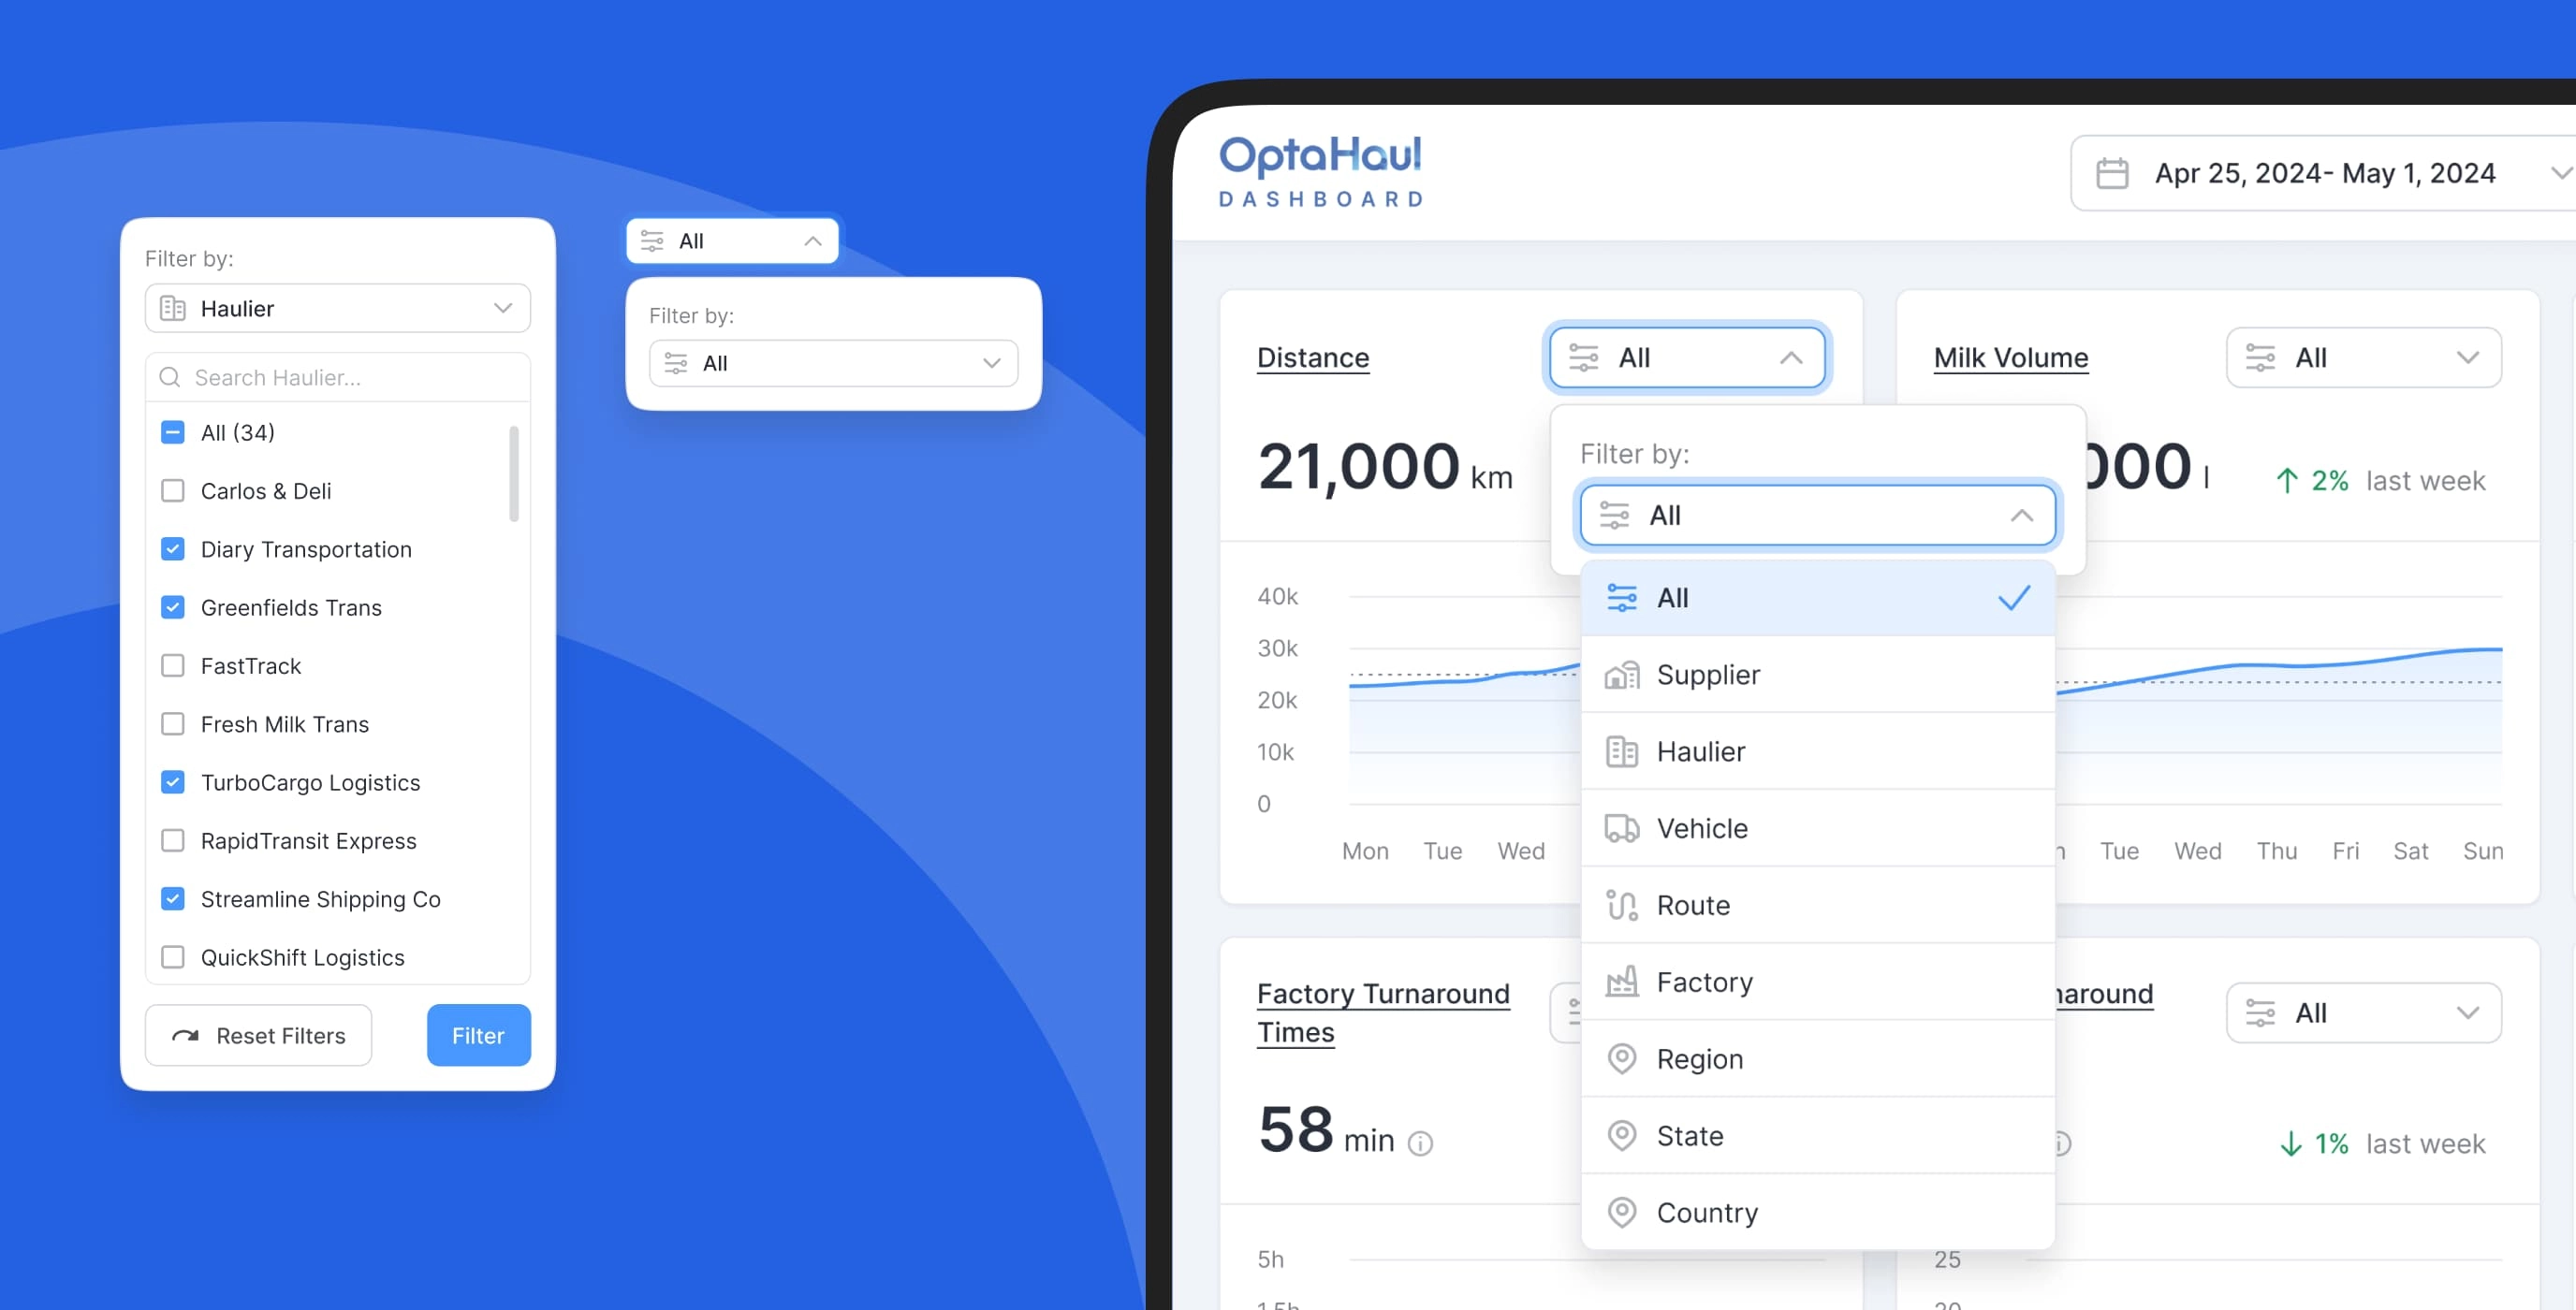 Filter by:
Haulier
Search Haulier...
All (34)
Carlos & Deli
Diary Transportation
Greenfields Trans
FastTrack
Fresh Milk Trans
TurboCargo Logistics
RapidTransit Express
Streamline Shipping Co
QuickShift Logistics
Reset Filters
Filter
All
Filter by:
All
OptaHaul
DASHBOARD
Apr 25, 2024- May 1, 2024
Distance
All
21,000 km
Filter by:
All
All
Supplier
Haulier
Vehicle
Route
Factory
Region
State
Country
40k
30k
20k
10k
0
Mon Tue Wed
Milk Volume
All
000 l
2% last week
Tue Wed Thu Fri Sat Sun
Factory Turnaround
Times
58 min
5h
All
1% last week
25